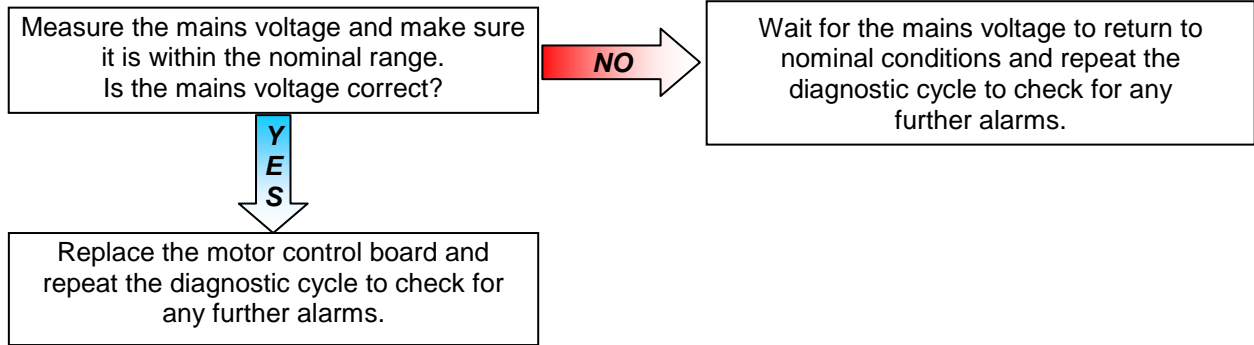 Measure the mains voltage and make sure
it is within the nominal range.
Is the mains voltage correct?
NO
Wait for the mains voltage to return to
nominal conditions and repeat the
diagnostic cycle to check for any
further alarms.
YES
Replace the motor control board and
repeat the diagnostic cycle to check for
any further alarms.